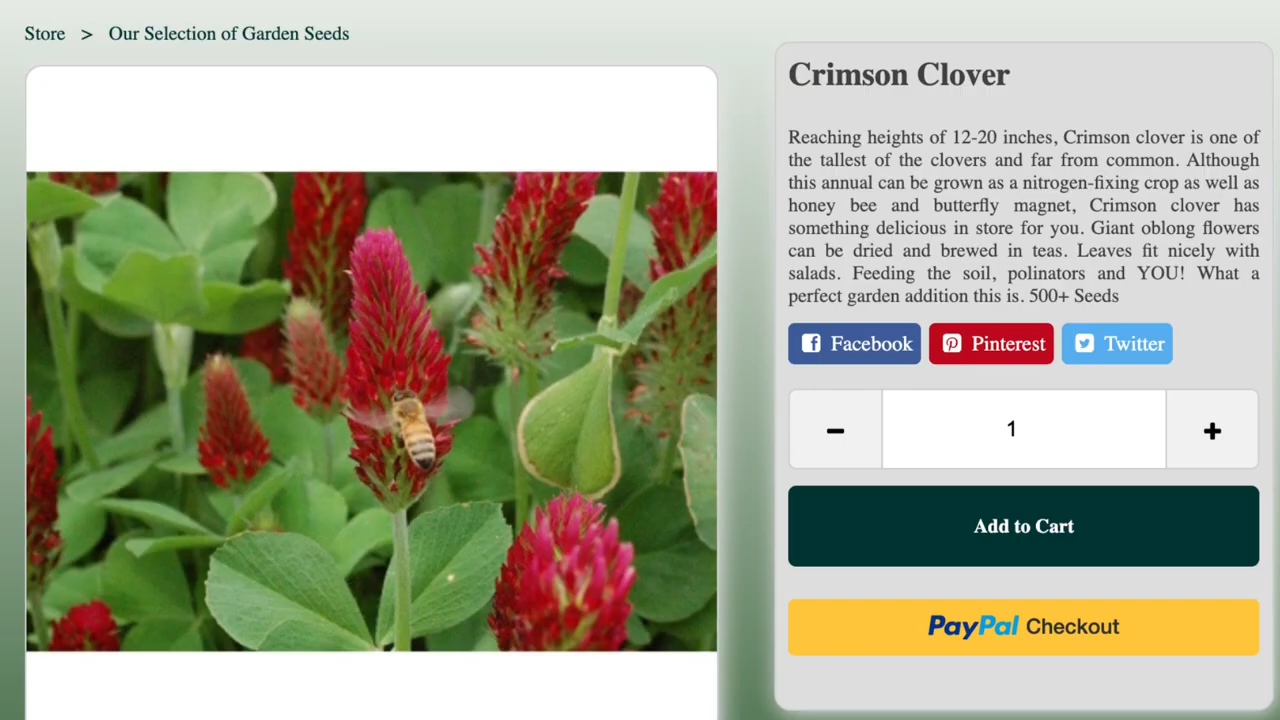 Store > Our Selection of Garden Seeds
Crimson Clover
Reaching heights of 12-20 inches, Crimson clover is one of
the tallest of the clovers and far from common. Although
this annual can be grown as a nitrogen-fixing crop as well as
honey bee and butterfly magnet, Crimson clover has
something delicious in store for you. Giant oblong flowers
can be dried and brewed in teas. Leaves fit nicely with
salads. Feeding the soil, polinators and YOU! What a
perfect garden addition this is. 500+ Seeds
Facebook Pinterest Twitter
- 1 +
Add to Cart
PayPal Checkout